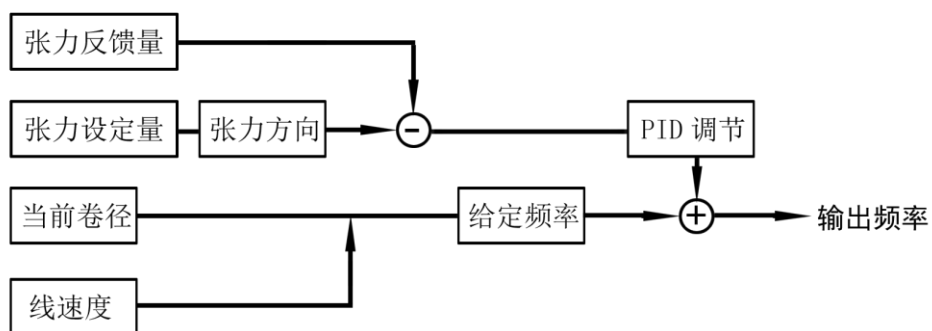 张力反馈量
张力设定量
张力方向
PID 调节
当前卷径
给定频率
输出频率
线速度